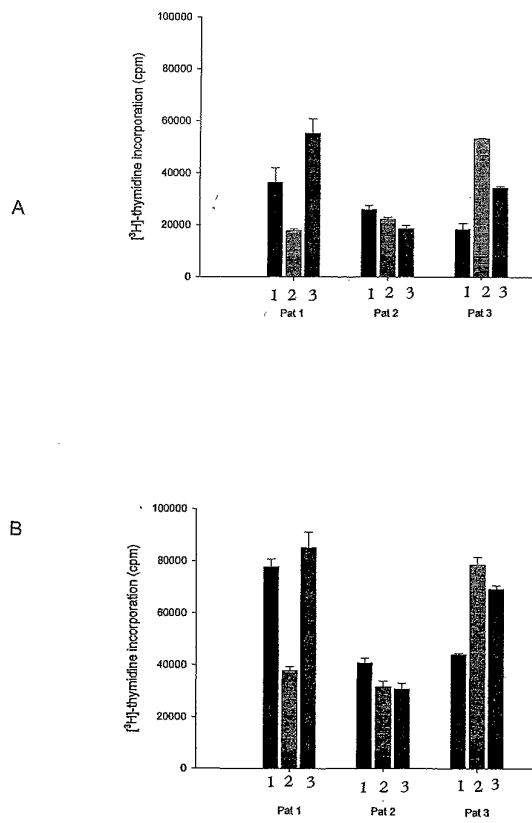 A
[³H]-thymidine incorporation (cpm)
100000
80000
60000
40000
20000
0
1 2 3 1 2 3 1 2 3
Pat 1 Pat 2 Pat 3
B
[³H]-thymidine incorporation (cpm)
100000
80000
60000
40000
20000
0
1 2 3 1 2 3 1 2 3
Pat 1 Pat 2 Pat 3